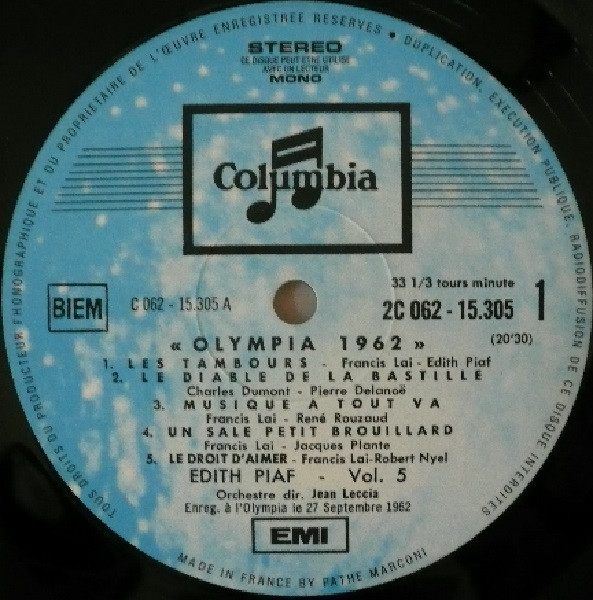 TOUS DROITS DU PRODUCTEUR PHONOGRAPHIQUE ET DU PROPRIETAIRE DE L'ŒUVRE ENREGISTREE RESERVES • DUPLICATION, EXECUTION PUBLIQUE, RADIODIFFUSION DE CE DISQUE INTERDITES
STEREO
CE DISQUE PEUT ETRE UTILISE
AVEC UN LECTEUR
MONO
Columbia
33 1/3 tours minute
BIEM
C 062 - 15.305 A
2C 062 - 15.305
1
« OLYMPIA 1962 »
(20'30)
1. LES TAMBOURS - Francis Lai - Edith Piaf
2. LE DIABLE DE LA BASTILLE
Charles Dumont - Pierre Delanoë
3. MUSIQUE A TOUT VA
Francis Lai - René Rouzaud
4. UN SALE PETIT BROUILLARD
Francis Lai - Jacques Plante
5. LE DROIT D'AIMER - Francis Lai-Robert Nyel
EDITH PIAF - Vol. 5
Orchestre dir. Jean Leccia
Enreg. à l'Olympia le 27 Septembre 1962
EMI
MADE IN FRANCE BY PATHE MARCONI